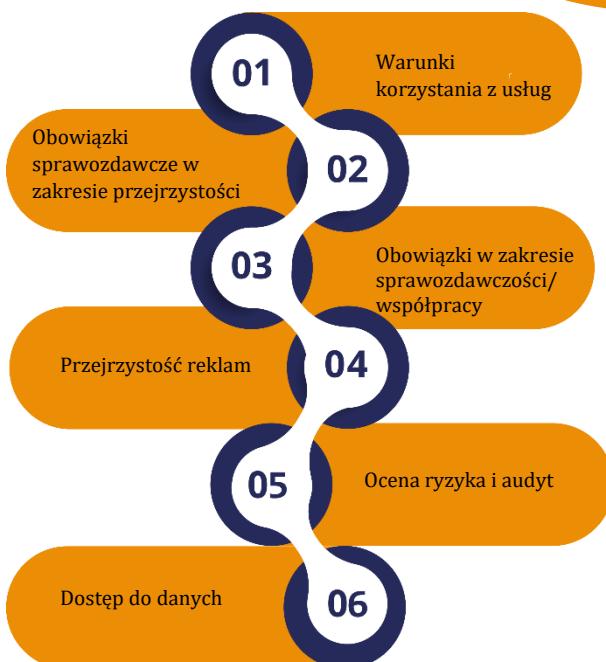 01
Warunki
korzystania z usług
Obowiązki
sprawozdawcze w
zakresie przejrzystości
02
03
Obowiązki w zakresie
sprawozdawczości/
współpracy
Przejrzystość reklam
04
05
Ocena ryzyka i audyt
Dostęp do danych
06